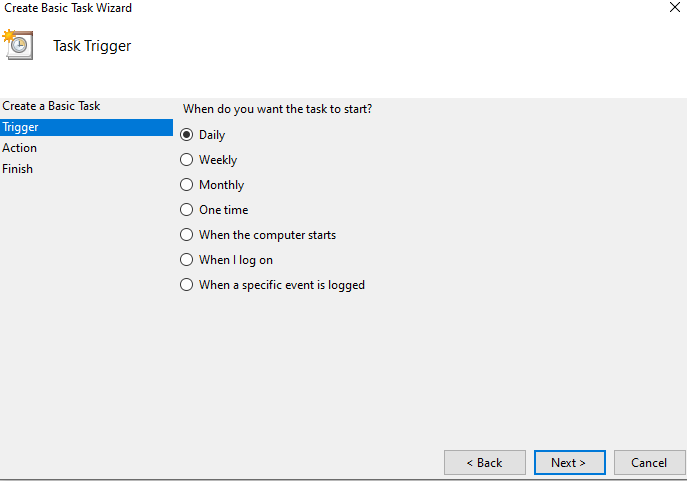 Create Basic Task Wizard
Task Trigger
Create a Basic Task
Trigger
Action
Finish
When do you want the task to start?
Daily
Weekly
Monthly
One time
When the computer starts
When I log on
When a specific event is logged
< Back
Next >
Cancel